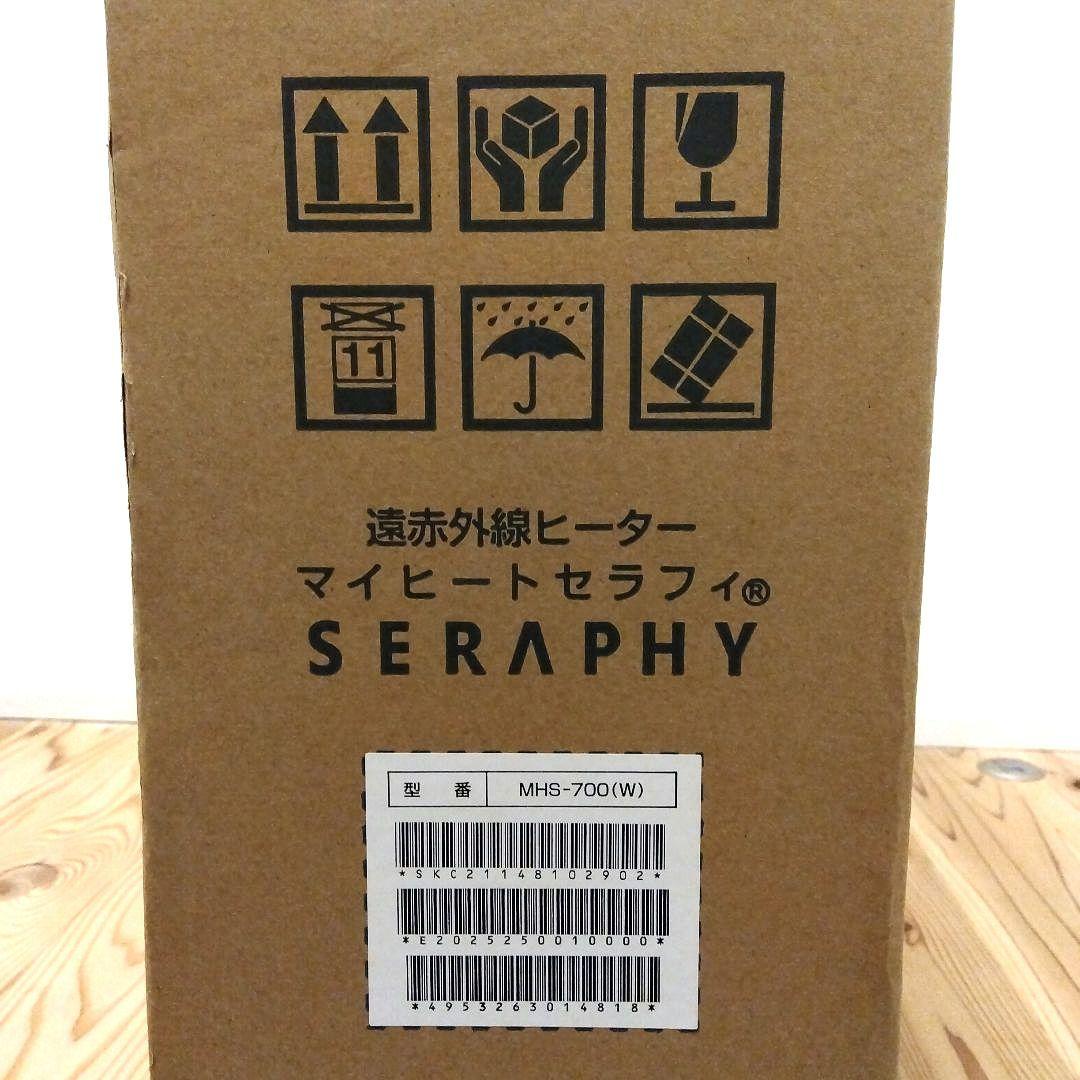 11
遠赤外線ヒーター
マイヒートセラフィ®
SERAPHY
型 番 MHS-700(W)
*SKC21148102902*
*E2025250010000*
*4953263014818*